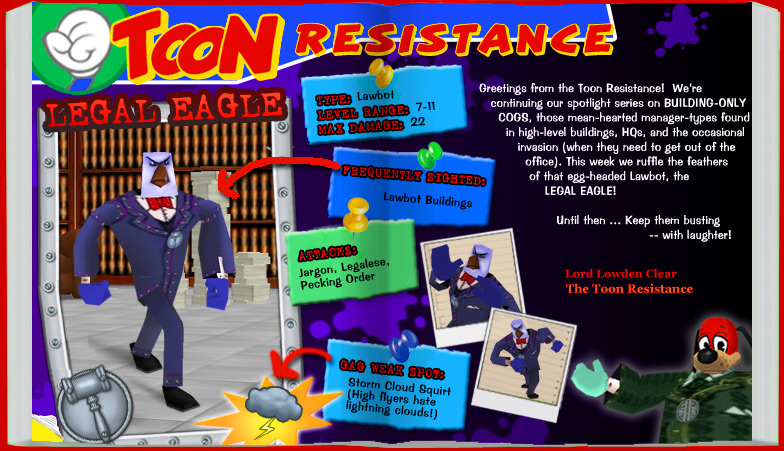 TOON RESISTANCE
LEGAL EAGLE
TYPE: Lawbot
LEVEL RANGE: 7-11
MAX DAMAGE: 22
FREQUENTLY SIGHTED:
Lawbot Buildings
ATTACKS:
Jargon, Legalese,
Pecking Order
GAG WEAK SPOT:
Storm Cloud Squirt
(High flyers hate
lightning clouds!)
Greetings from the Toon Resistance! We're
continuing our spotlight series on BUILDING-ONLY
COGS, those mean-hearted manager-types found
in high-level buildings, HQs, and the occasional
invasion (when they need to get out of the
office). This week we ruffle the feathers
of that egg-headed Lawbot, the
LEGAL EAGLE!
Until then ... Keep them busting
-- with laughter!
Lord Lowden Clear
The Toon Resistance